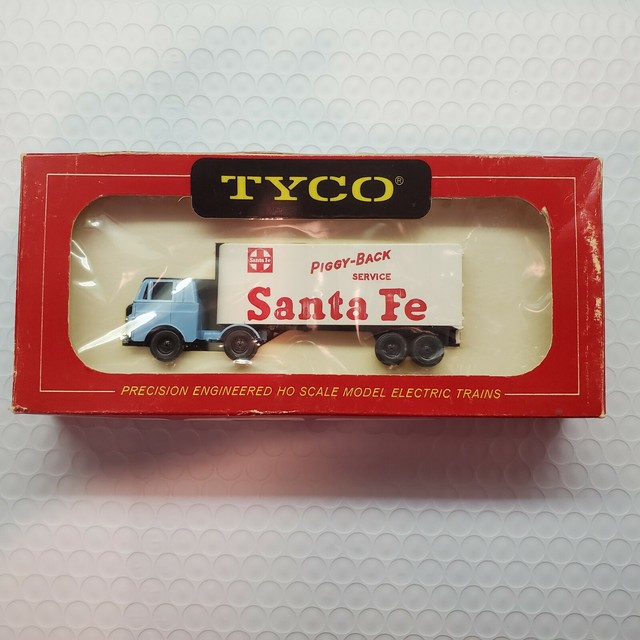 TYCO®
Santa Fe
PIGGY-BACK
SERVICE
Santa Fe
PRECISION ENGINEERED HO SCALE MODEL ELECTRIC TRAINS